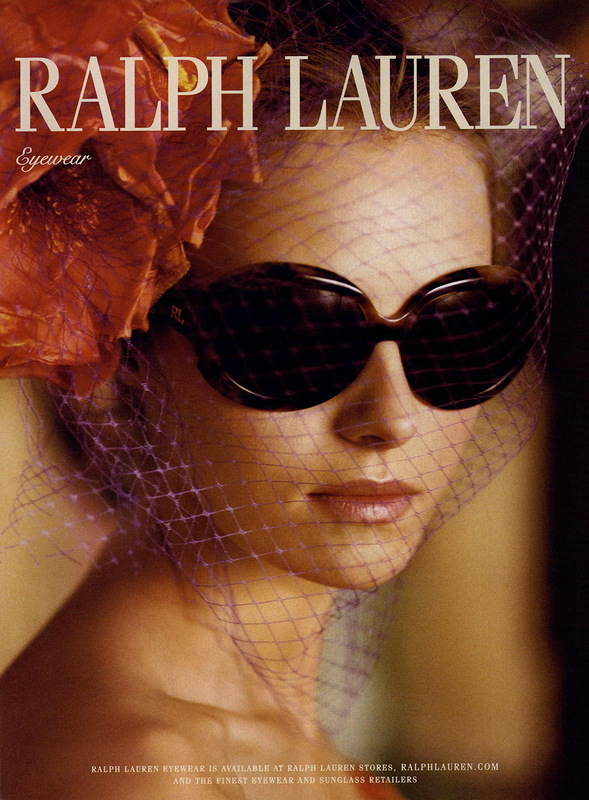 RALPH LAUREN
Eyewear
RL
RALPH LAUREN EYEWEAR IS AVAILABLE AT RALPH LAUREN STORES, RALPHLAUREN.COM
AND THE FINEST EYEWEAR AND SUNGLASS RETAILERS